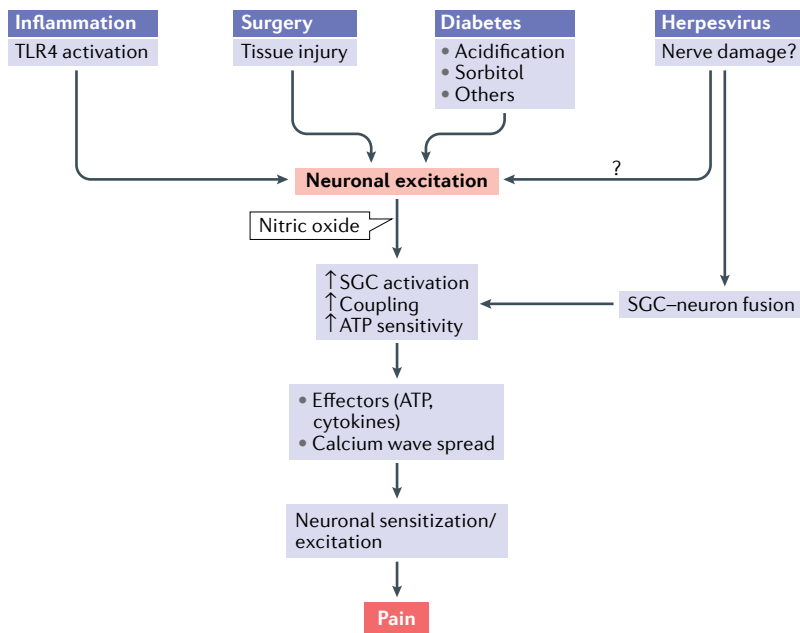 Inflammation
TLR4 activation
Surgery
Tissue injury
Diabetes
• Acidification
• Sorbitol
• Others
Herpesvirus
Nerve damage?
Neuronal excitation
?
Nitric oxide
↑SGC activation
↑Coupling
↑ATP sensitivity
SGC–neuron fusion
• Effectors (ATP,
cytokines)
• Calcium wave spread
Neuronal sensitization/
excitation
Pain